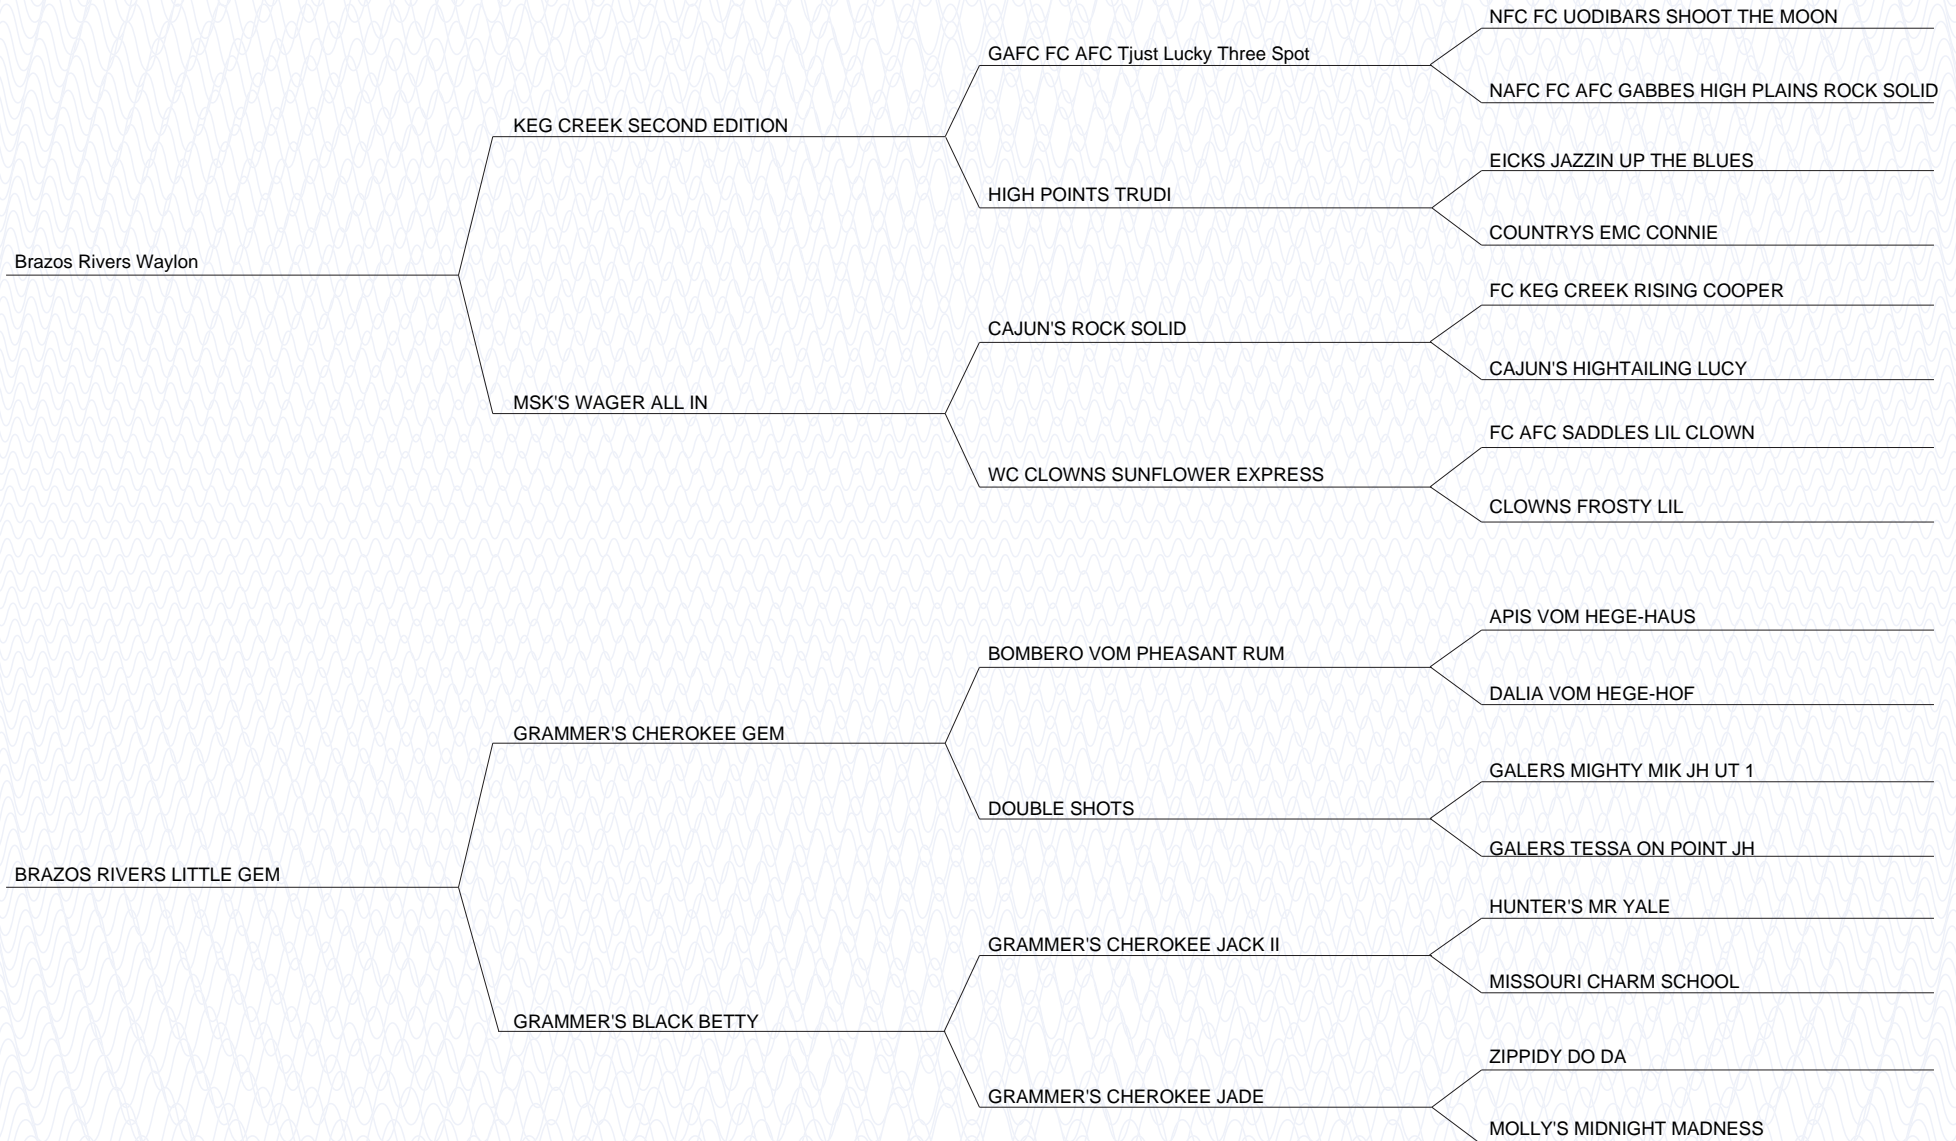 NFC FC UODIBARS SHOOT THE MOON
GAFC FC AFC Tjust Lucky Three Spot
NAFC FC AFC GABBES HIGH PLAINS ROCK SOLID
KEG CREEK SECOND EDITION
EICKS JAZZIN UP THE BLUES
HIGH POINTS TRUDI
COUNTRYS EMC CONNIE
Brazos Rivers Waylon
FC KEG CREEK RISING COOPER
CAJUN'S ROCK SOLID
CAJUN'S HIGHTAILING LUCY
MSK'S WAGER ALL IN
FC AFC SADDLES LIL CLOWN
WC CLOWNS SUNFLOWER EXPRESS
CLOWNS FROSTY LIL
APIS VOM HEGE-HAUS
BOMBERO VOM PHEASANT RUM
DALIA VOM HEGE-HOF
GRAMMER'S CHEROKEE GEM
GALERS MIGHTY MIK JH UT 1
DOUBLE SHOTS
GALERS TESSA ON POINT JH
BRAZOS RIVERS LITTLE GEM
HUNTER'S MR YALE
GRAMMER'S CHEROKEE JACK II
MISSOURI CHARM SCHOOL
GRAMMER'S BLACK BETTY
ZIPPIDY DO DA
GRAMMER'S CHEROKEE JADE
MOLLY'S MIDNIGHT MADNESS